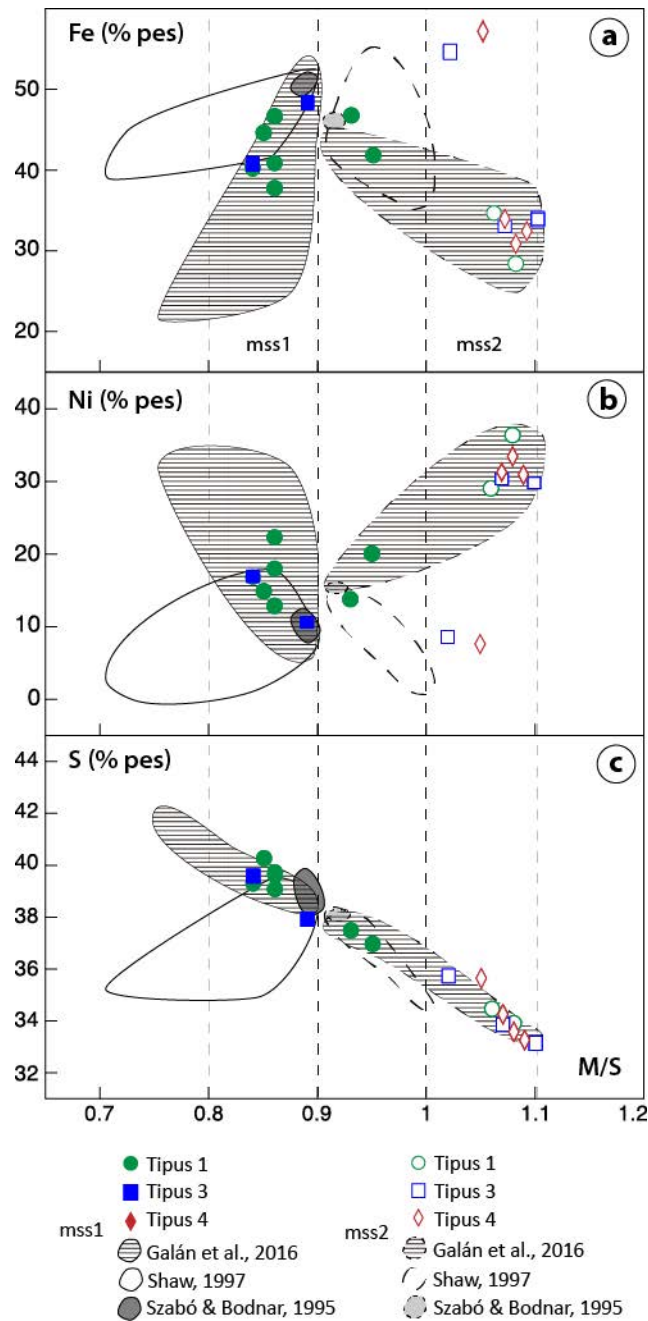 Fe (% pes)
a
50
40
30
20
mss1
mss2
Ni (% pes)
b
40
30
20
10
0
S (% pes)
c
44
42
40
38
36
34
32
M/S
0.7 0.8 0.9 1 1.1 1.2
Tipus 1 Tipus 1
Tipus 3 Tipus 3
mss1 Tipus 4 mss2 Tipus 4
Galán et al., 2016 Galán et al., 2016
Shaw, 1997 Shaw, 1997
Szabó & Bodnar, 1995 Szabó & Bodnar, 1995